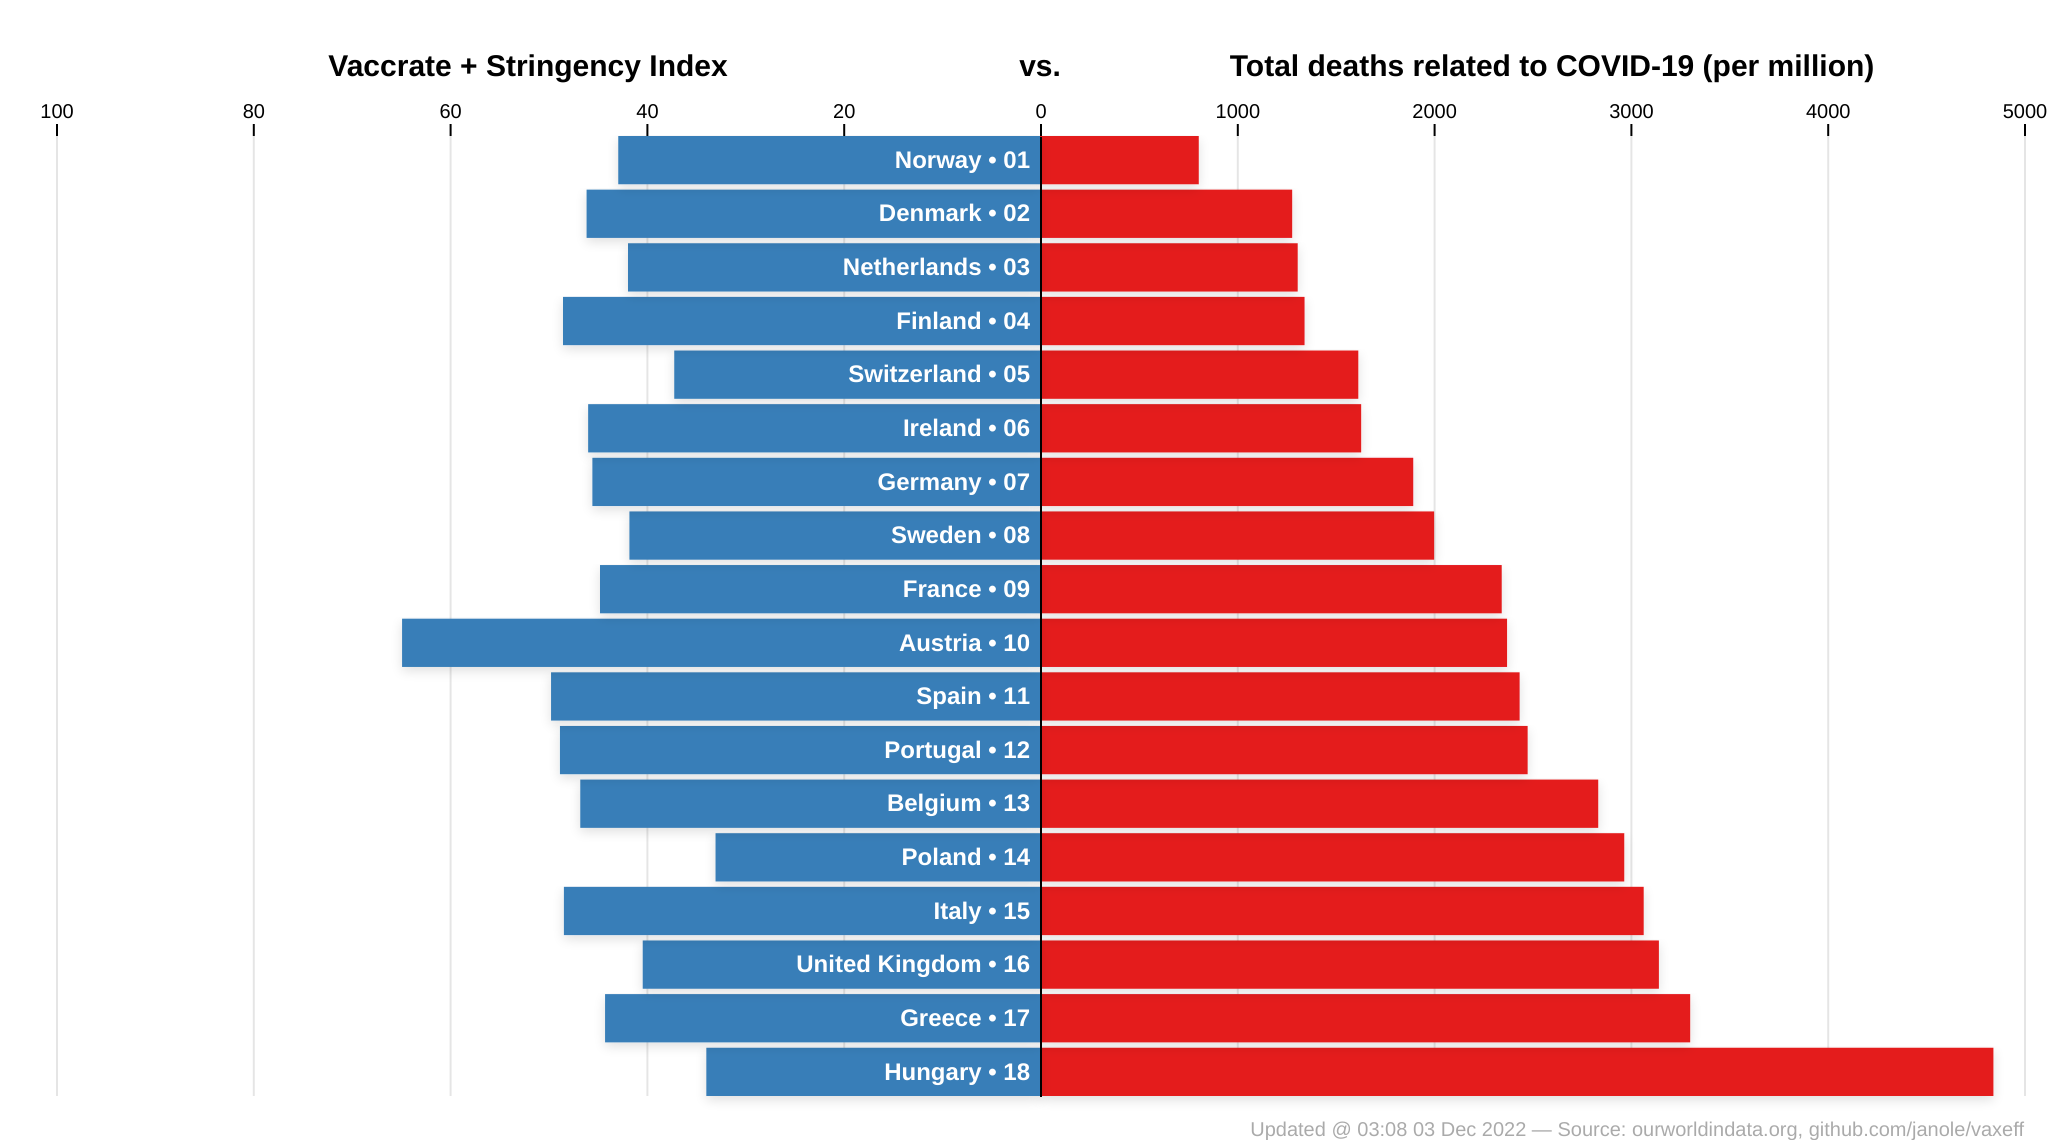 Vaccrate + Stringency Index vs. Total deaths related to COVID-19 (per million)
100 80 60 40 20 0 1000 2000 3000 4000 5000
Norway • 01
Denmark • 02
Netherlands • 03
Finland • 04
Switzerland • 05
Ireland • 06
Germany • 07
Sweden • 08
France • 09
Austria • 10
Spain • 11
Portugal • 12
Belgium • 13
Poland • 14
Italy • 15
United Kingdom • 16
Greece • 17
Hungary • 18
Updated @ 03:08 03 Dec 2022 — Source: ourworldindata.org, github.com/janole/vaxeff